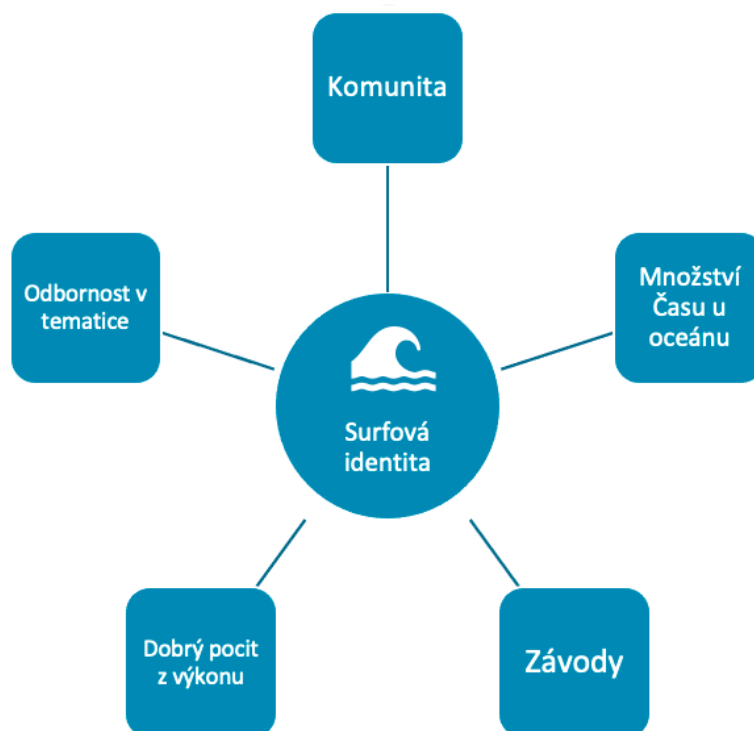 Komunita
Odbornost v
tematice
Množství
Času u
oceánu
Surfová
identita
Dobrý pocit
z výkonu
Závody